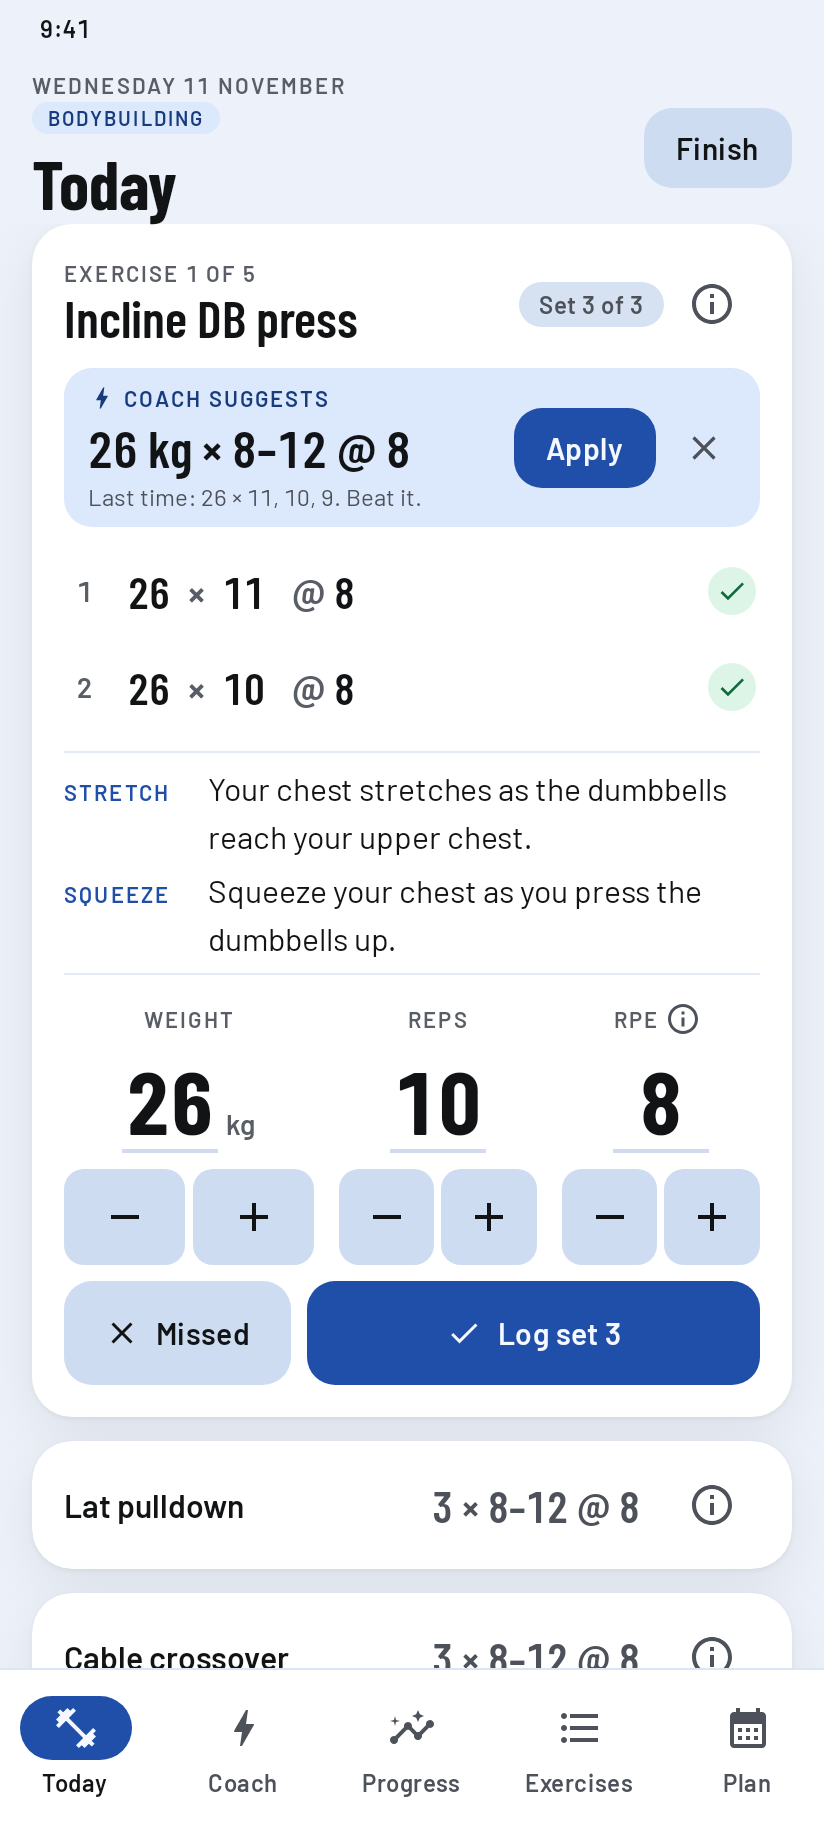 9:41
WEDNESDAY 11 NOVEMBER
BODYBUILDING
Today
Finish
EXERCISE 1 OF 5
Incline DB press
Set 3 of 3
COACH SUGGESTS
26 kg × 8–12 @ 8
Last time: 26 × 11, 10, 9. Beat it.
Apply
1 26 × 11 @ 8
2 26 × 10 @ 8
STRETCH Your chest stretches as the dumbbells
reach your upper chest.
SQUEEZE Squeeze your chest as you press the
dumbbells up.
WEIGHT REPS RPE
26 kg 10 8
Missed Log set 3
Lat pulldown 3 × 8–12 @ 8
Cable crossover 3 × 8–12 @ 8
Today Coach Progress Exercises Plan